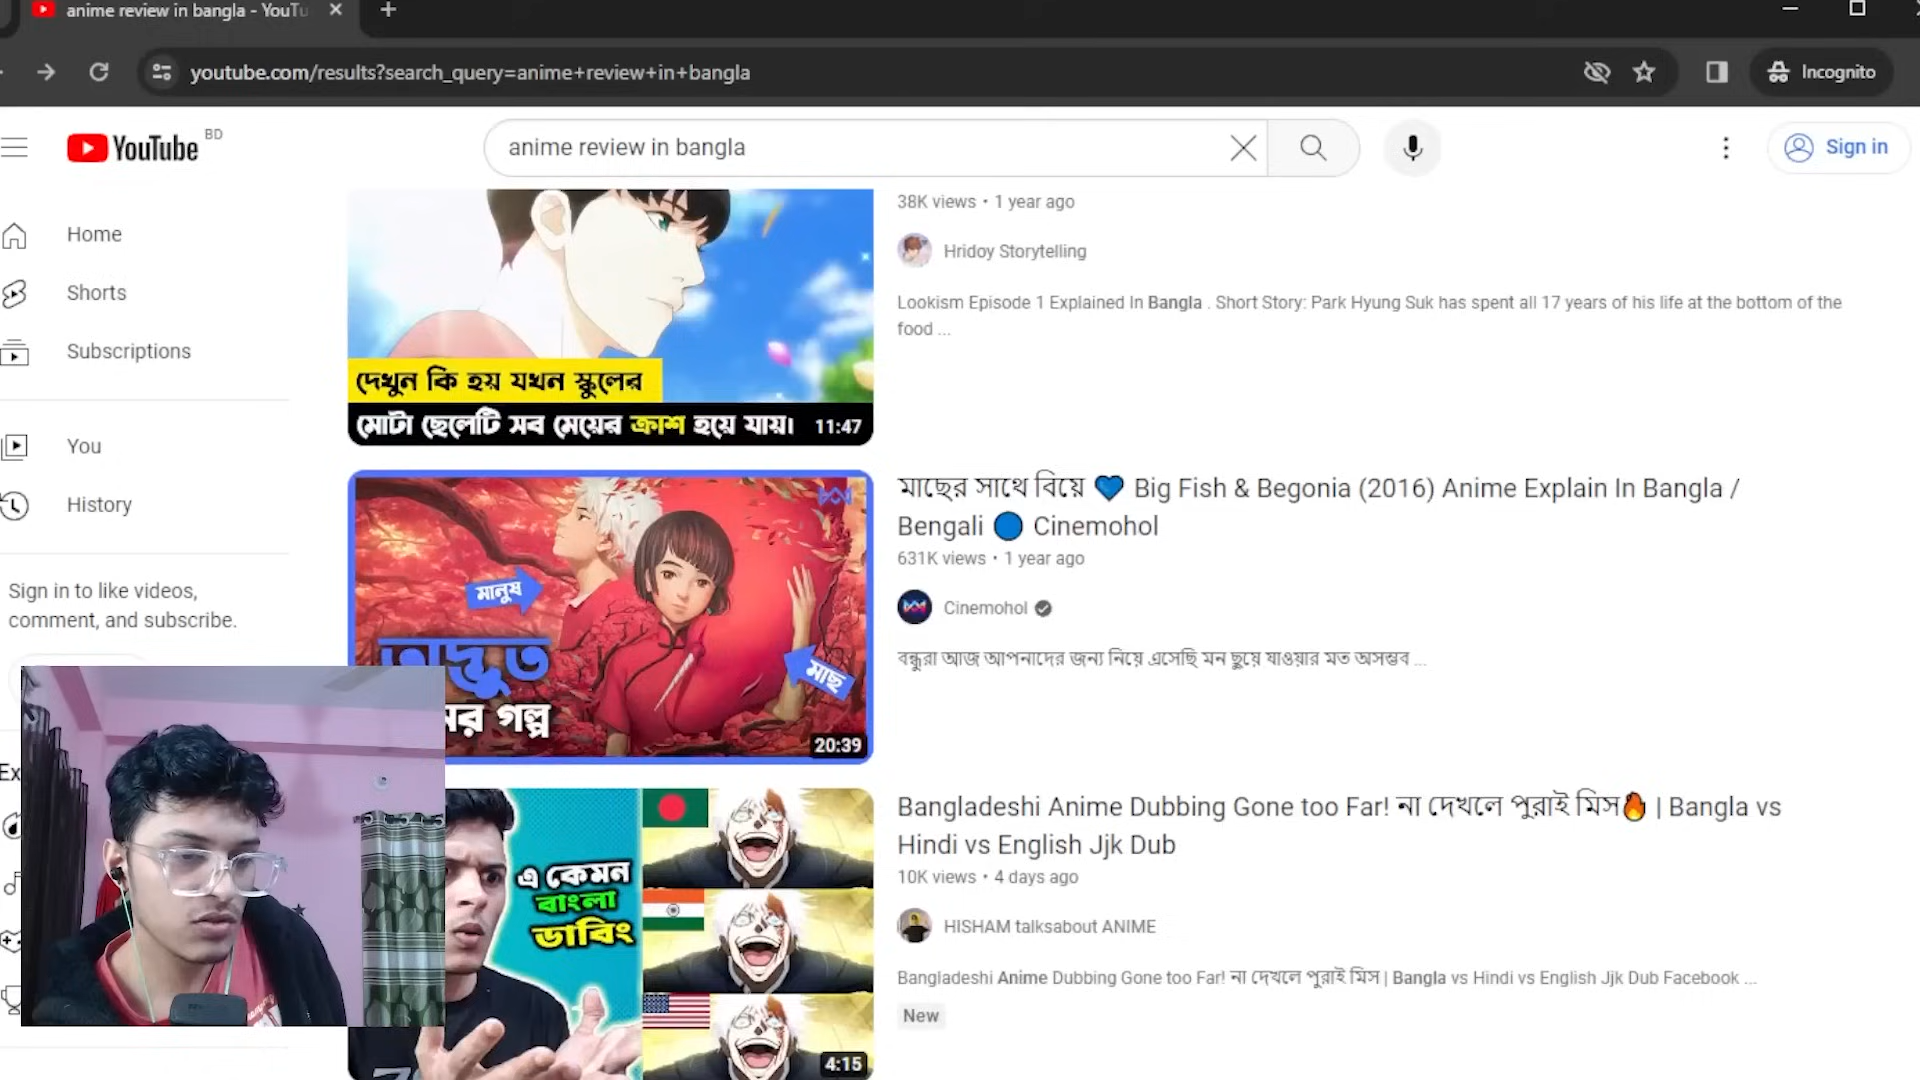 anime review in bangla - YouTu
youtube.com/results?search_query=anime+review+in+bangla
Incognito
YouTube BD
anime review in bangla
Sign in
Home
Shorts
Subscriptions
You
History
Sign in to like videos,
comment, and subscribe.
Ex
দেখুন কি হয় যখন স্কুলের
মোটা ছেলেটি সব মেয়ের ক্রাশ হয়ে যায়।
11:47
38K views • 1 year ago
Hridoy Storytelling
Lookism Episode 1 Explained In Bangla . Short Story: Park Hyung Suk has spent all 17 years of his life at the bottom of the
food ...
মানুষ
অদ্ভুত
মাছ
গল্প
20:39
মাছের সাথে বিয়ে 💙 Big Fish & Begonia (2016) Anime Explain In Bangla /
Bengali 🔵 Cinemohol
631K views • 1 year ago
Cinemohol
বন্ধুরা আজ আপনাদের জন্য নিয়ে এসেছি মন ছুয়ে যাওয়ার মত অসম্ভব ...
এ কেমন
বাংলা
ডাবিং
4:15
Bangladeshi Anime Dubbing Gone too Far! না দেখলে পুরাই মিস🔥 | Bangla vs
Hindi vs English Jjk Dub
10K views • 4 days ago
HISHAM talksabout ANIME
Bangladeshi Anime Dubbing Gone too Far! না দেখলে পুরাই মিস | Bangla vs Hindi vs English Jjk Dub Facebook ...
New